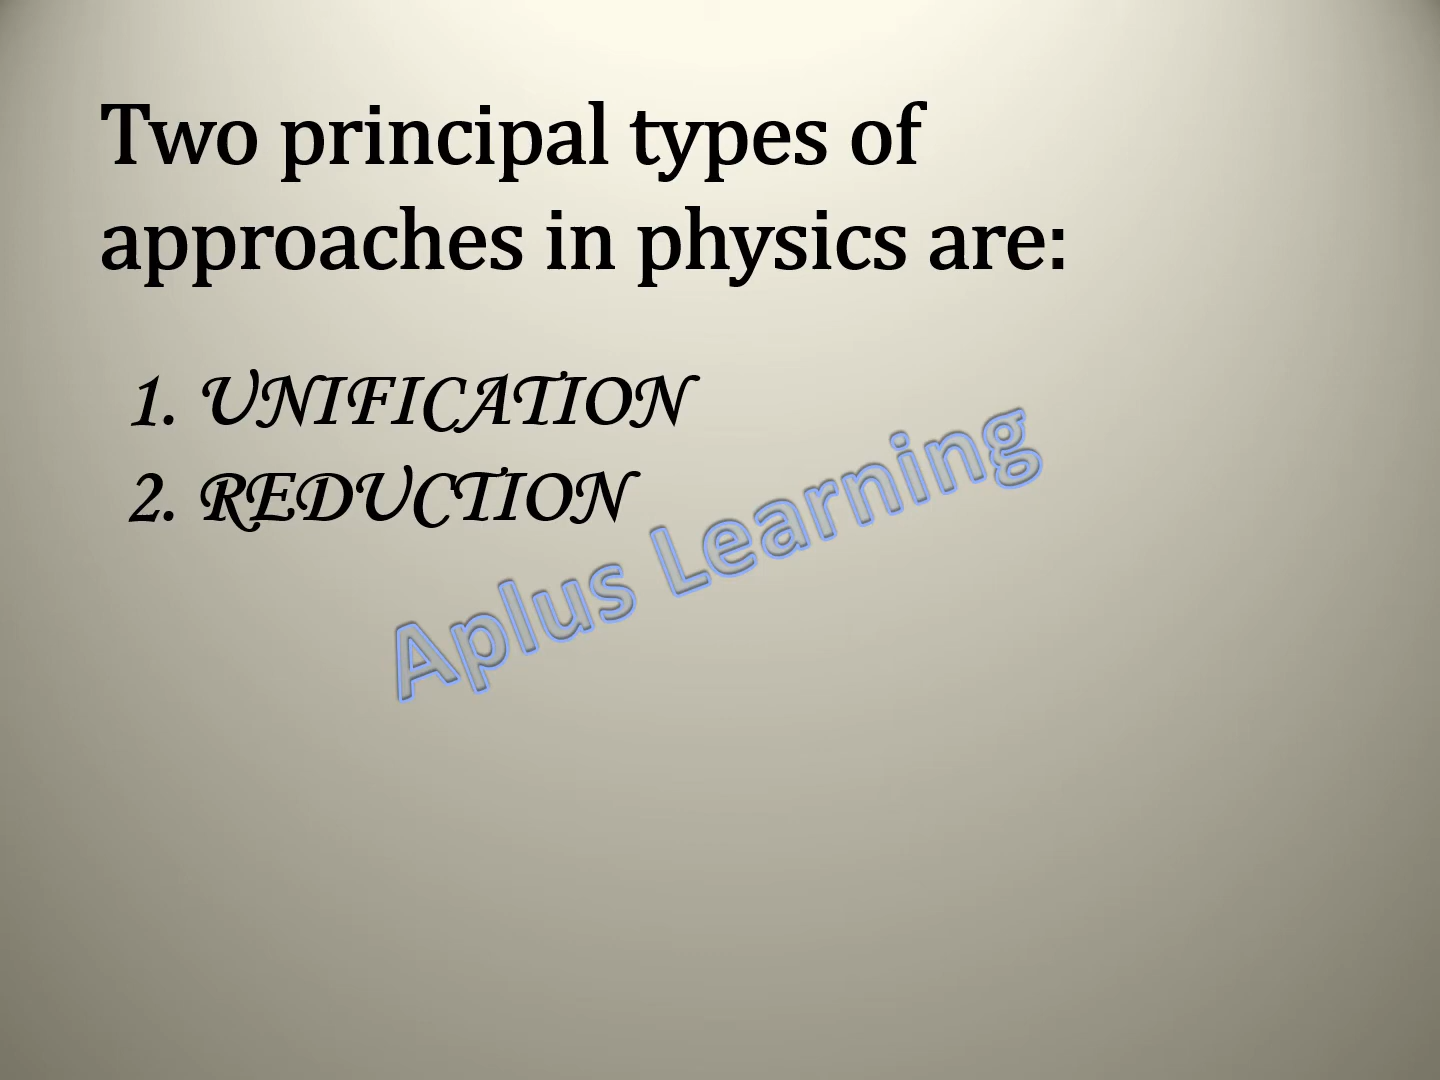 Two principal types of
approaches in physics are:
1. UNIFICATION
2. REDUCTION
Aplus Learning